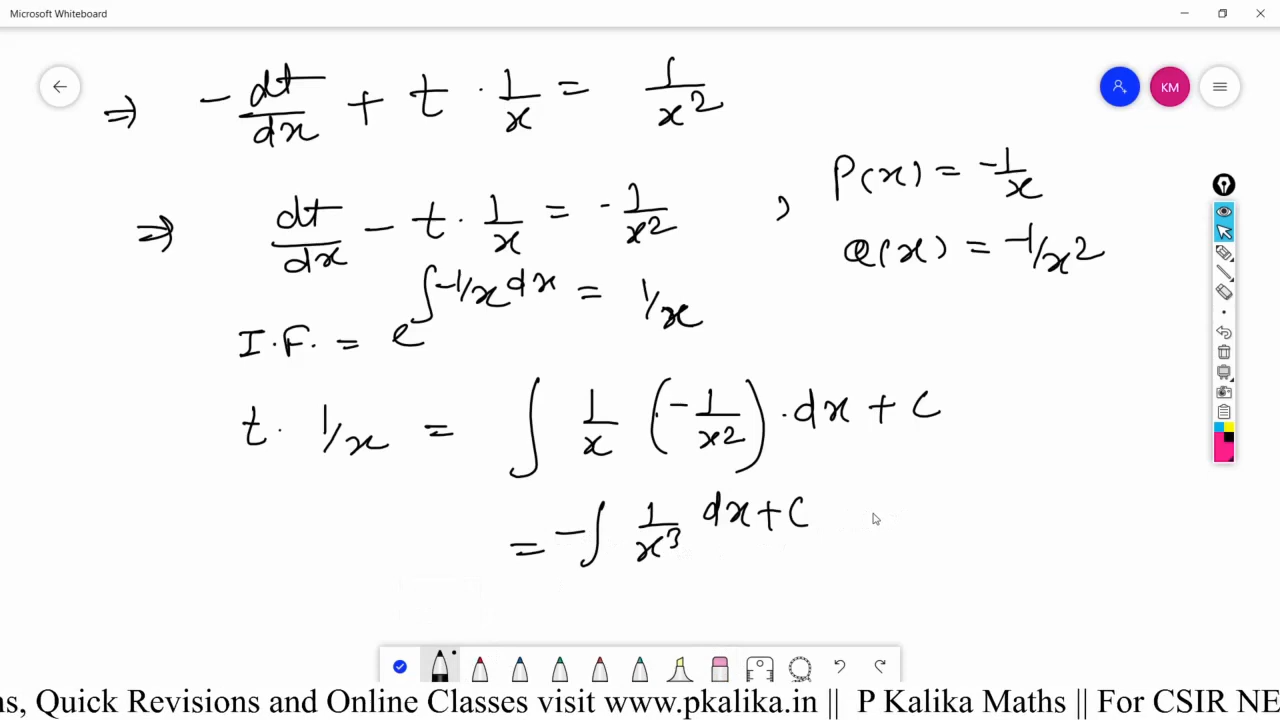 Microsoft Whiteboard
KM
⇒ -dt/dx + t · 1/x = 1/x²
⇒ dt/dx - t · 1/x = -1/x² , P(x) = -1/x
Q(x) = -1/x²
I.F. = e^∫-1/x dx = 1/x
t · 1/x = ∫ 1/x (-1/x²) · dx + C
= -∫ 1/x³ dx + C
ns, Quick Revisions and Online Classes visit www.pkalika.in || P Kalika Maths || For CSIR NE